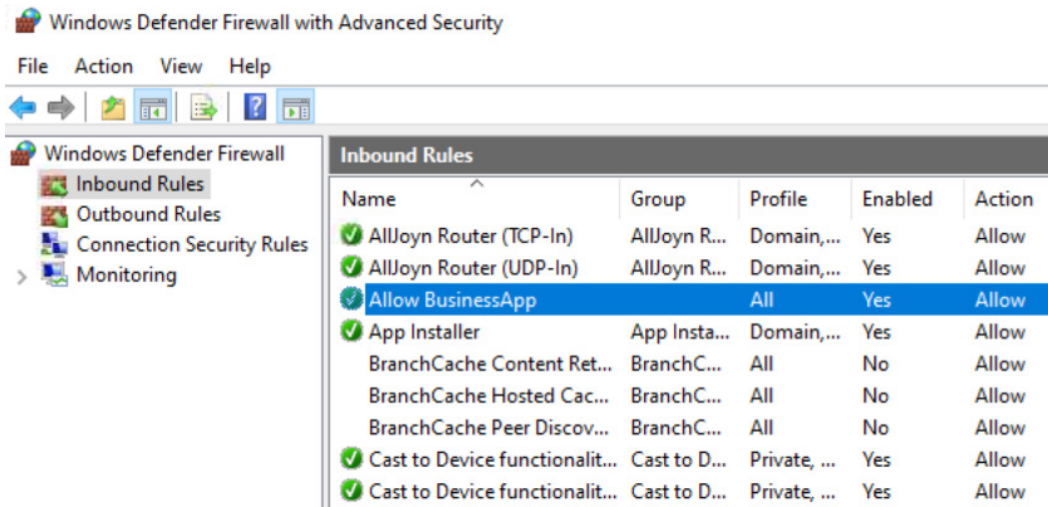 Windows Defender Firewall with Advanced Security
File Action View Help
Windows Defender Firewall
Inbound Rules
Outbound Rules
Connection Security Rules
Monitoring
Inbound Rules
Name Group Profile Enabled Action
AllJoyn Router (TCP-In) AllJoyn R... Domain,... Yes Allow
AllJoyn Router (UDP-In) AllJoyn R... Domain,... Yes Allow
Allow BusinessApp All Yes Allow
App Installer App Insta... Domain,... Yes Allow
BranchCache Content Ret... BranchC... All No Allow
BranchCache Hosted Cac... BranchC... All No Allow
BranchCache Peer Discov... BranchC... All No Allow
Cast to Device functionalit... Cast to D... Private, ... Yes Allow
Cast to Device functionalit... Cast to D... Private, ... Yes Allow